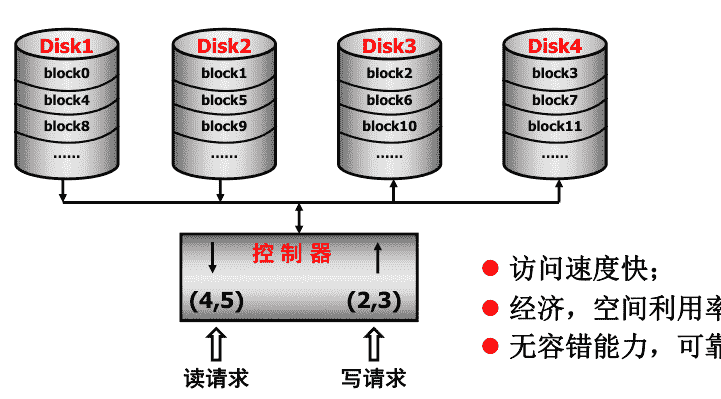 Disk1 Disk2 Disk3 Disk4
block0 block1 block2 block3
block4 block5 block6 block7
block8 block9 block10 block11
...... ...... ...... ......
控制器
(4,5) (2,3)
读请求 写请求
访问速度快；
经济，空间利用率
无容错能力，可靠